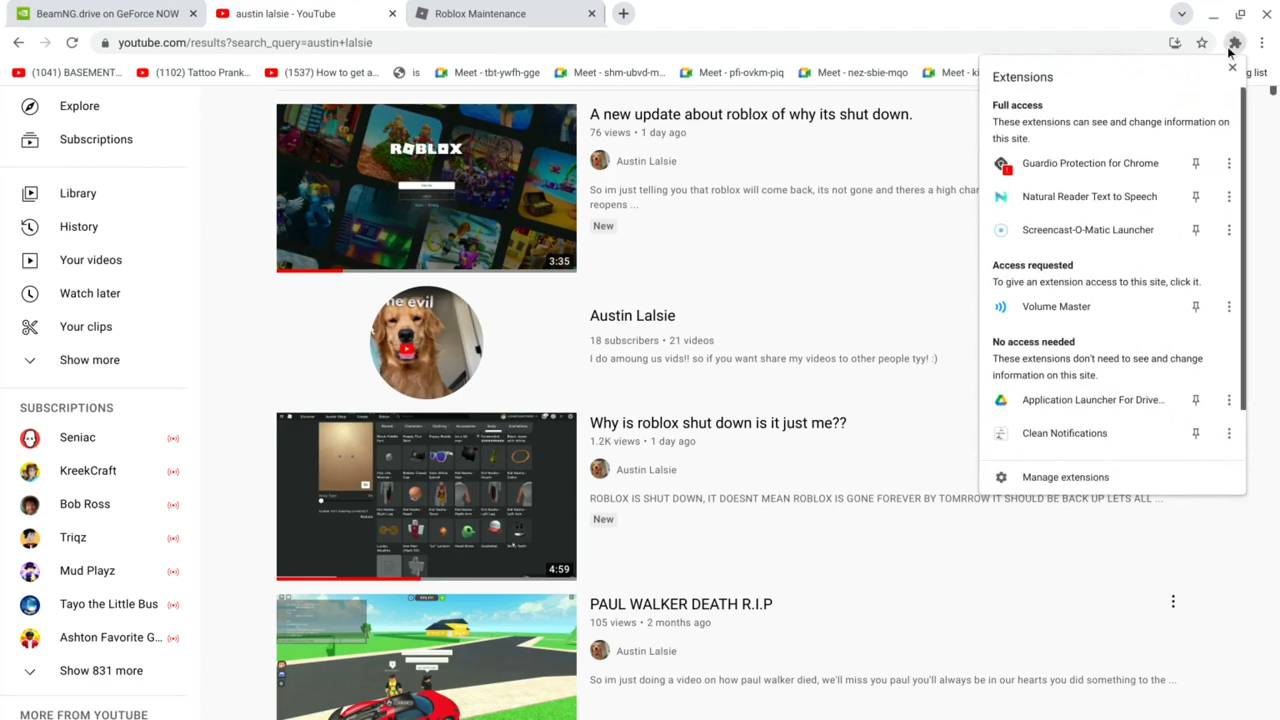 BeamNG.drive on GeForce NOW
austin lalsie - YouTube
Roblox Maintenance
youtube.com/results?search_query=austin+lalsie
(1041) BASEMENT...
(1102) Tattoo Prank...
(1537) How to get a...
is
Meet - tbt-ywfh-gge
Meet - shm-ubvd-m...
Meet - pfi-ovkm-piq
Meet - nez-sbie-mqo
Meet - ki
g list
Explore
Subscriptions
Library
History
Your videos
Watch later
Your clips
Show more
SUBSCRIPTIONS
Seniac
KreekCraft
Bob Ross
Triqz
Mud Playz
Tayo the Little Bus
Ashton Favorite G...
Show 831 more
MORE FROM YOUTUBE
ROBLOX
3:35
A new update about roblox of why its shut down.
76 views • 1 day ago
Austin Lalsie
So im just telling you that roblox will come back, its not gone and theres a high char
reopens ...
New
he evil
Austin Lalsie
18 subscribers • 21 videos
I do amoung us vids!! so if you want share my videos to other people tyy! :)
4:59
Why is roblox shut down is it just me??
1.2K views • 1 day ago
Austin Lalsie
ROBLOX IS SHUT DOWN, IT DOESNT MEAN ROBLOX IS GONE FOREVER BY TOMRROW IT SHOULD BE BACK UP LETS ALL ...
New
PAUL WALKER DEATH R.I.P
105 views • 2 months ago
Austin Lalsie
So im just doing a video on how paul walker died, we'll miss you paul you'll always be in our hearts you did something to the ...
Extensions
Full access
These extensions can see and change information on
this site.
Guardio Protection for Chrome
Natural Reader Text to Speech
Screencast-O-Matic Launcher
Access requested
To give an extension access to this site, click it.
Volume Master
No access needed
These extensions don't need to see and change
information on this site.
Application Launcher For Drive...
Clean Notifications
Manage extensions